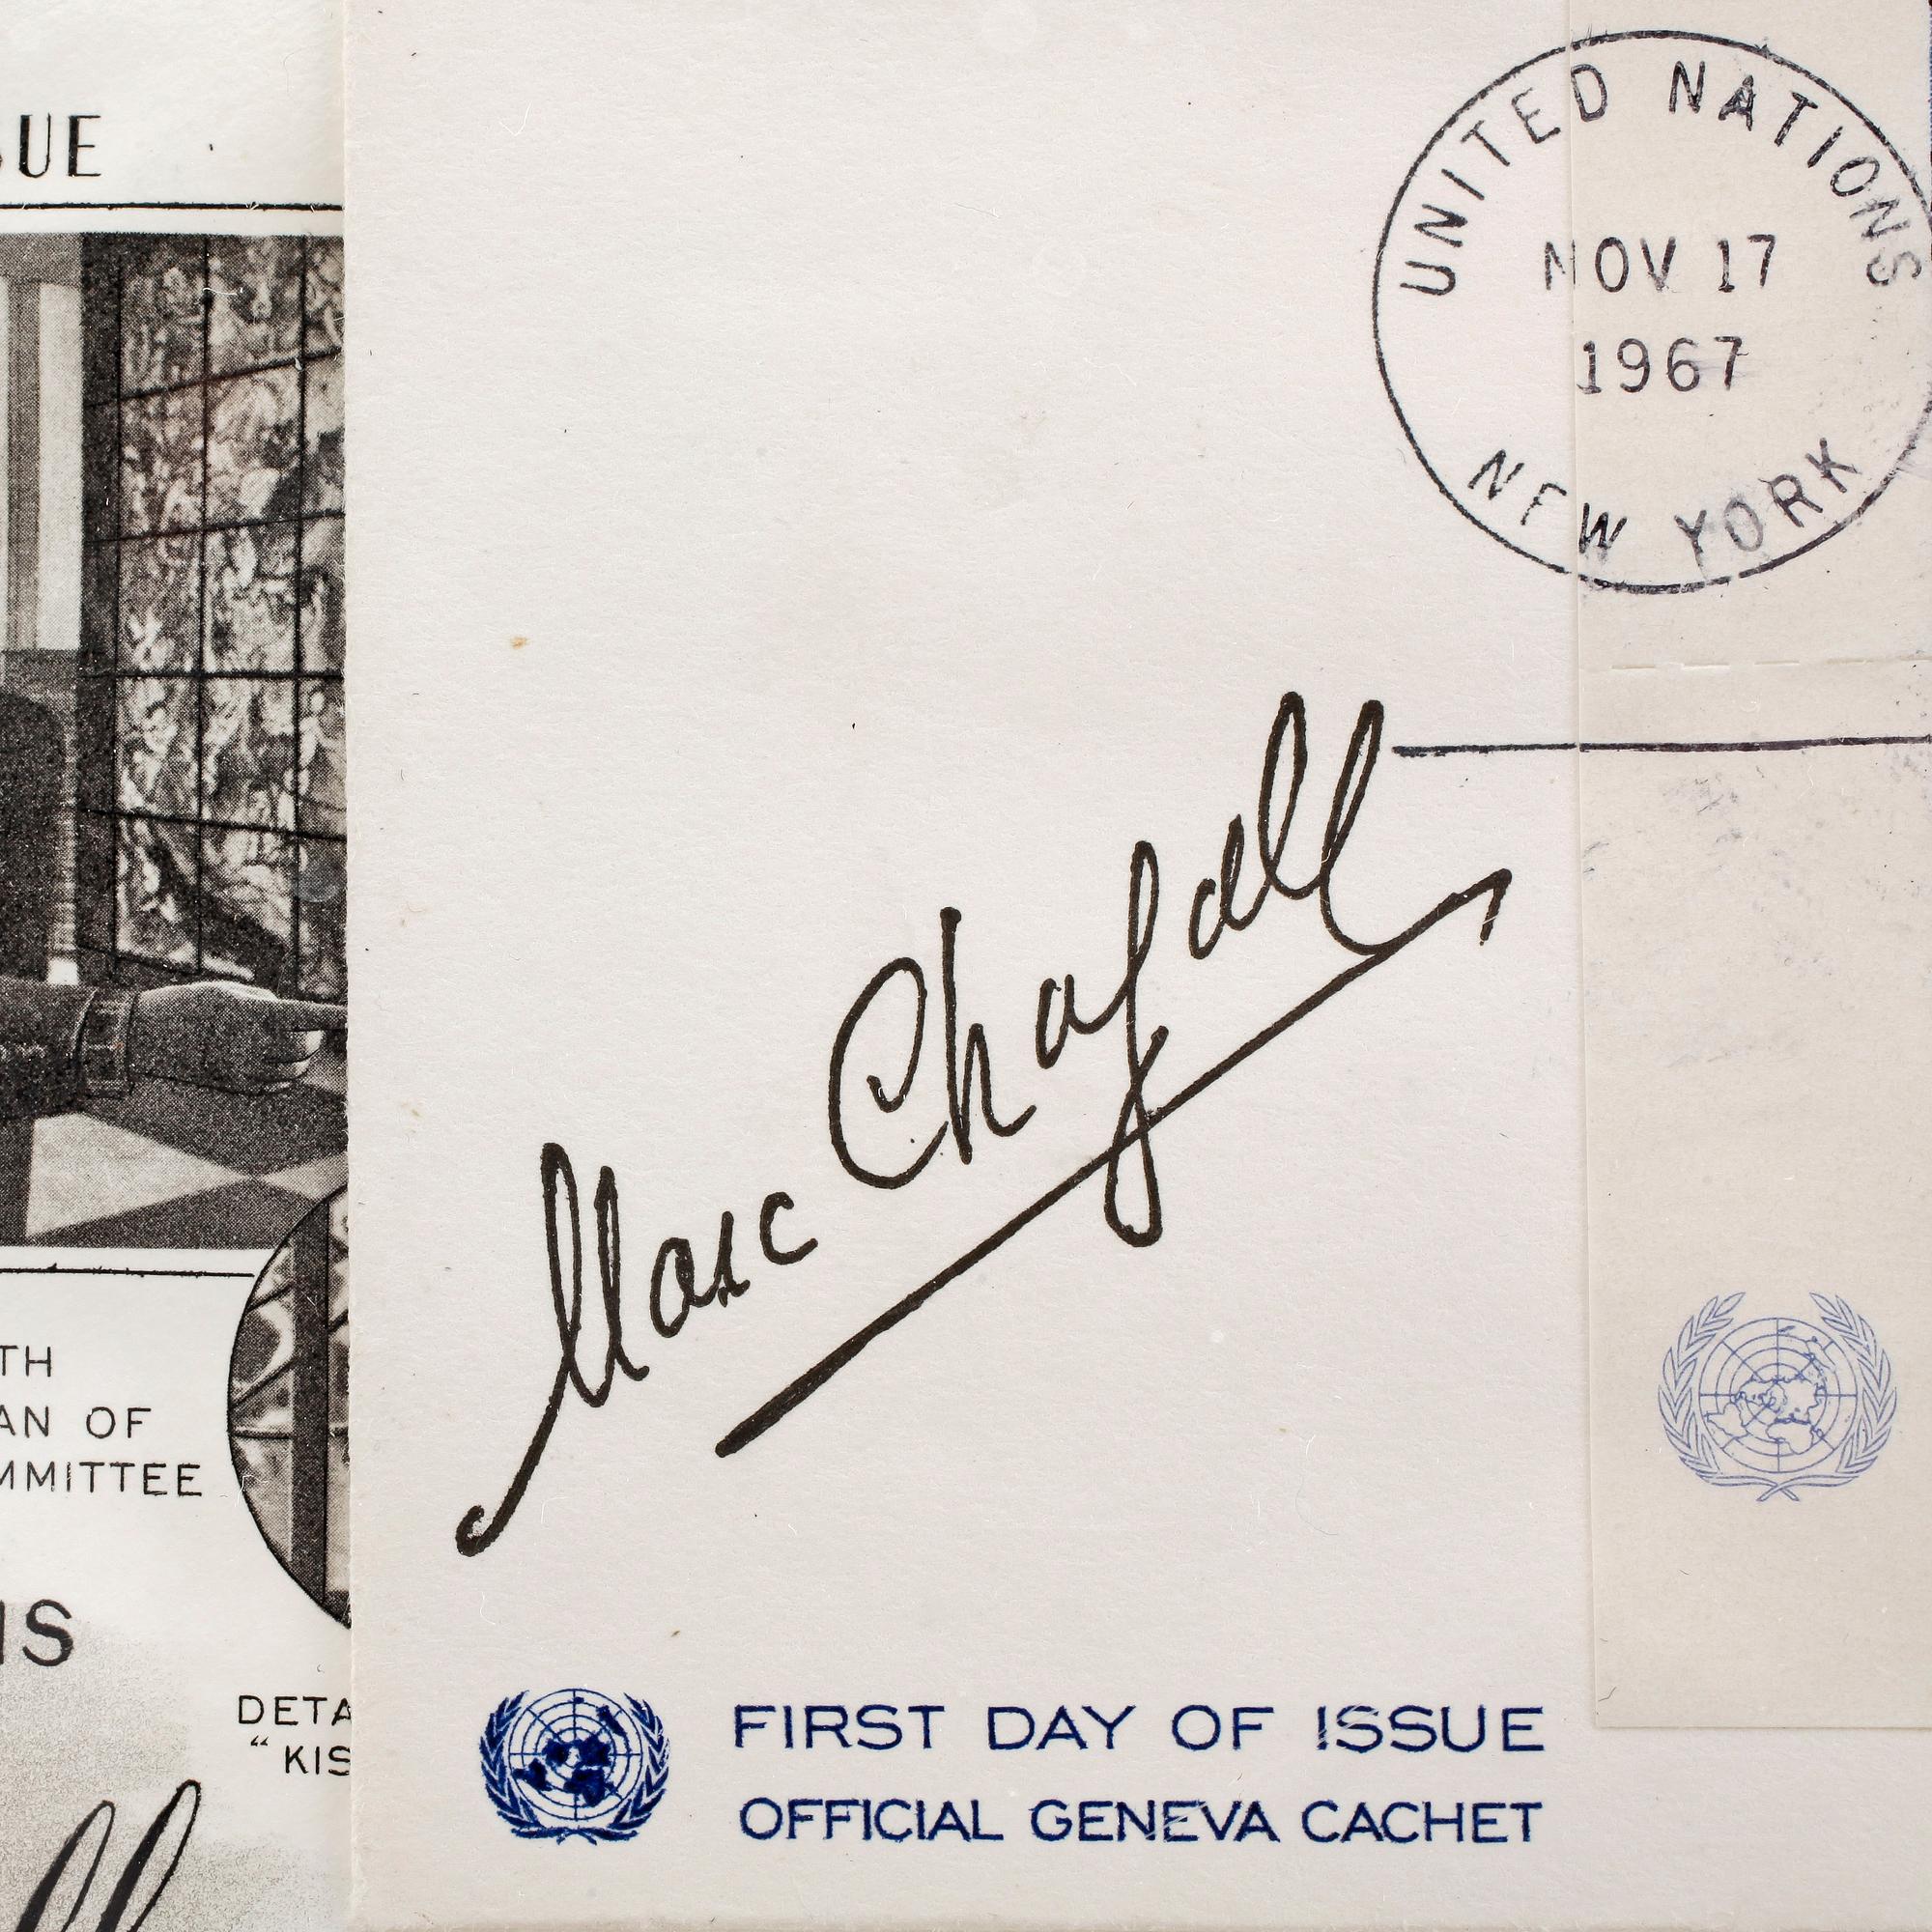 UE
TH
AN OF
MMITTEE
IS
DETA
“ KIS
UNITED NATIONS
NOV 17
1967
NEW YORK
Marc Chagall
FIRST DAY OF ISSUE
OFFICIAL GENEVA CACHET